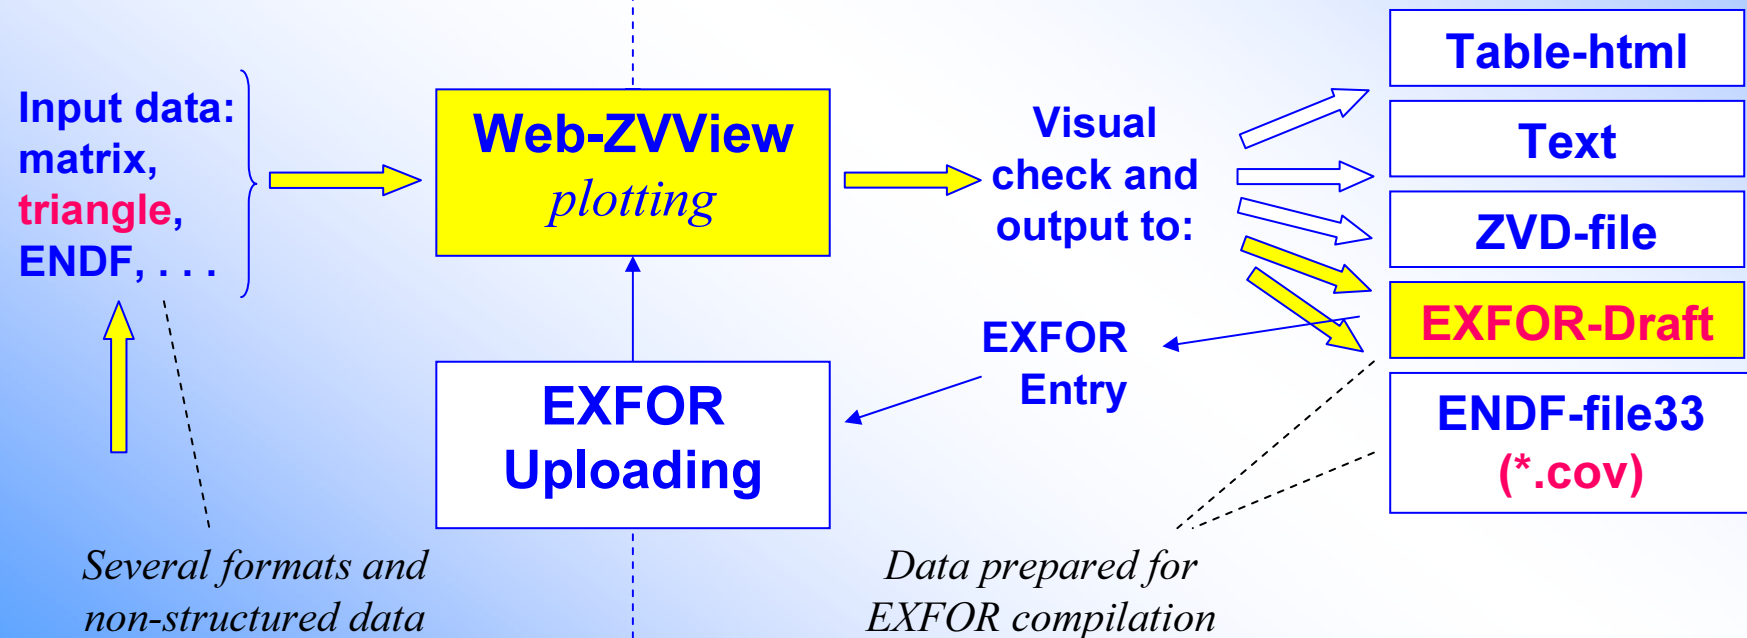 Input data:
matrix,
triangle,
ENDF, . . .
Web-ZVView
plotting
Visual
check and
output to:
Table-html
Text
ZVD-file
EXFOR-Draft
ENDF-file33
(*.cov)
EXFOR
Entry
EXFOR
Uploading
Several formats and
non-structured data
Data prepared for
EXFOR compilation